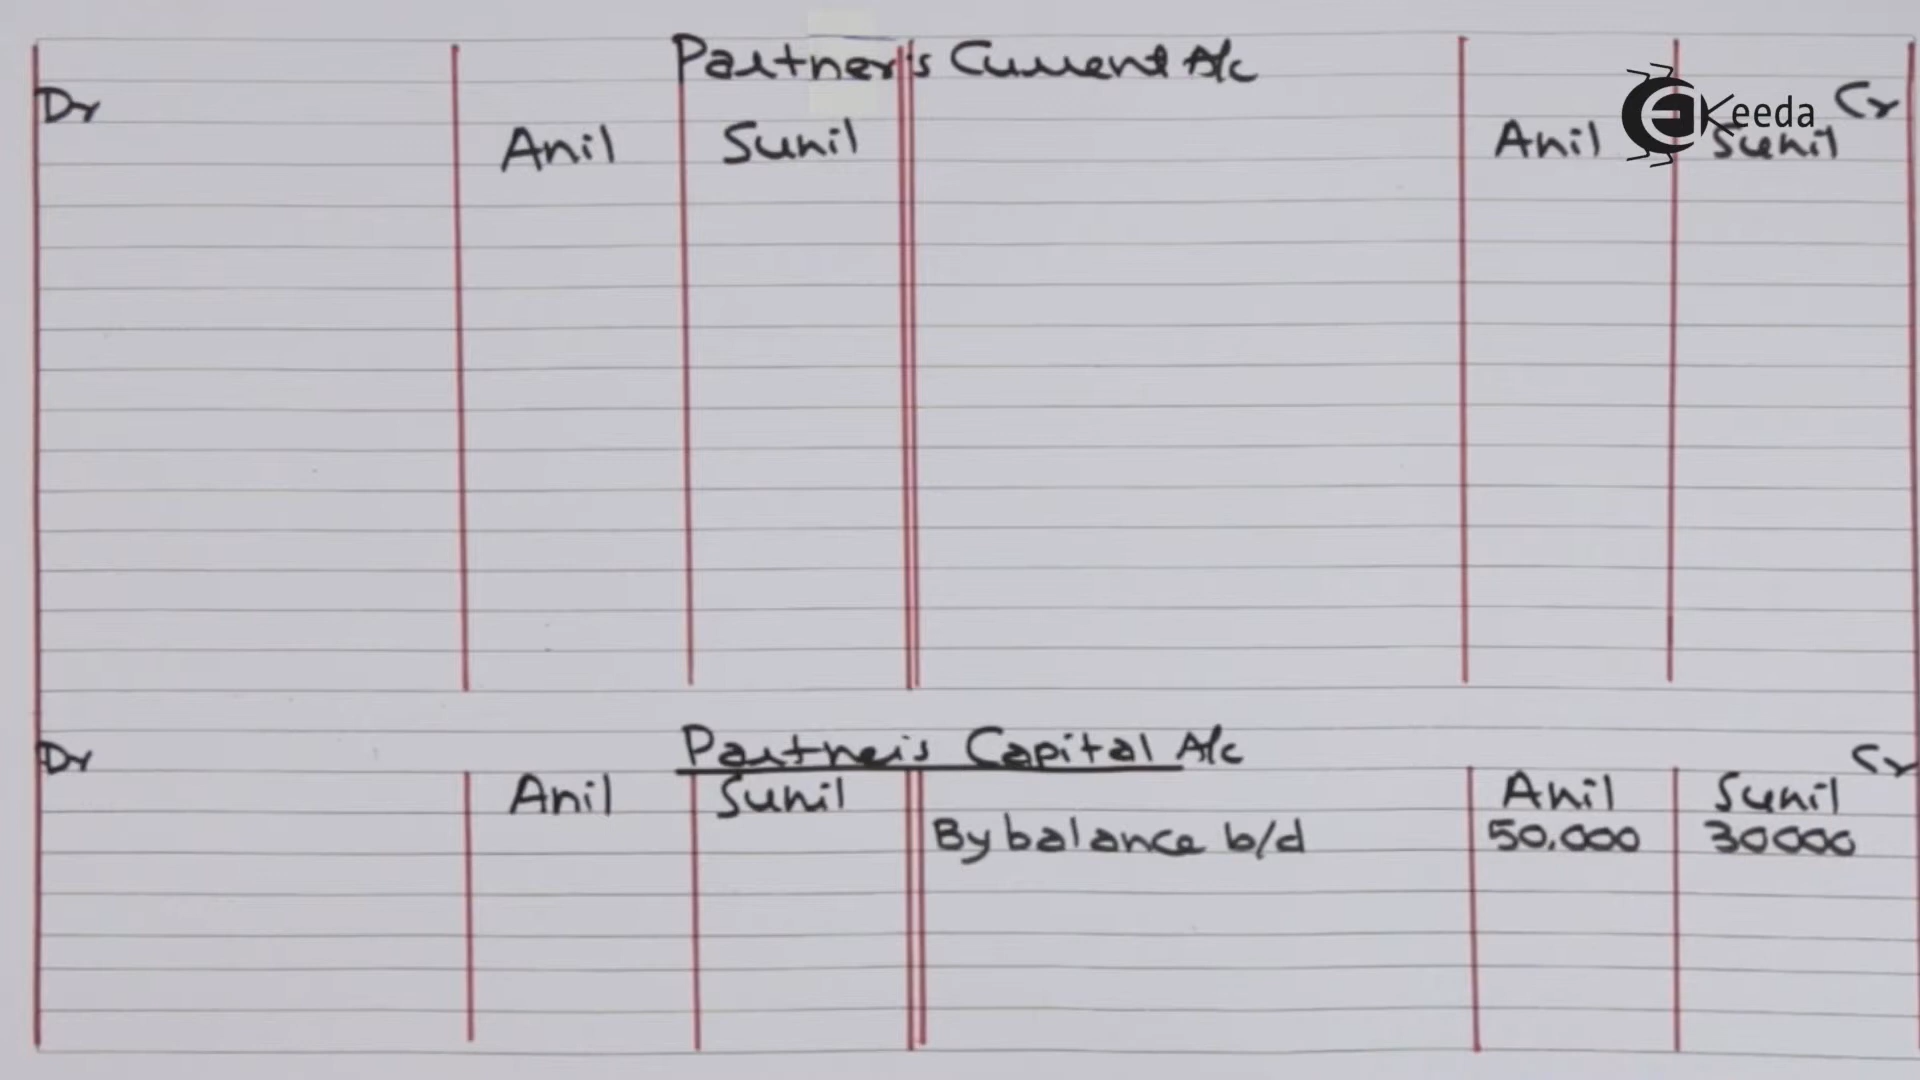 Partner's Current A/c
Dr Cr
Anil Sunil Anil Sunil
Keeda
Partner's Capital A/c
Dr Cr
Anil Sunil Anil Sunil
By balance b/d 50,000 30000